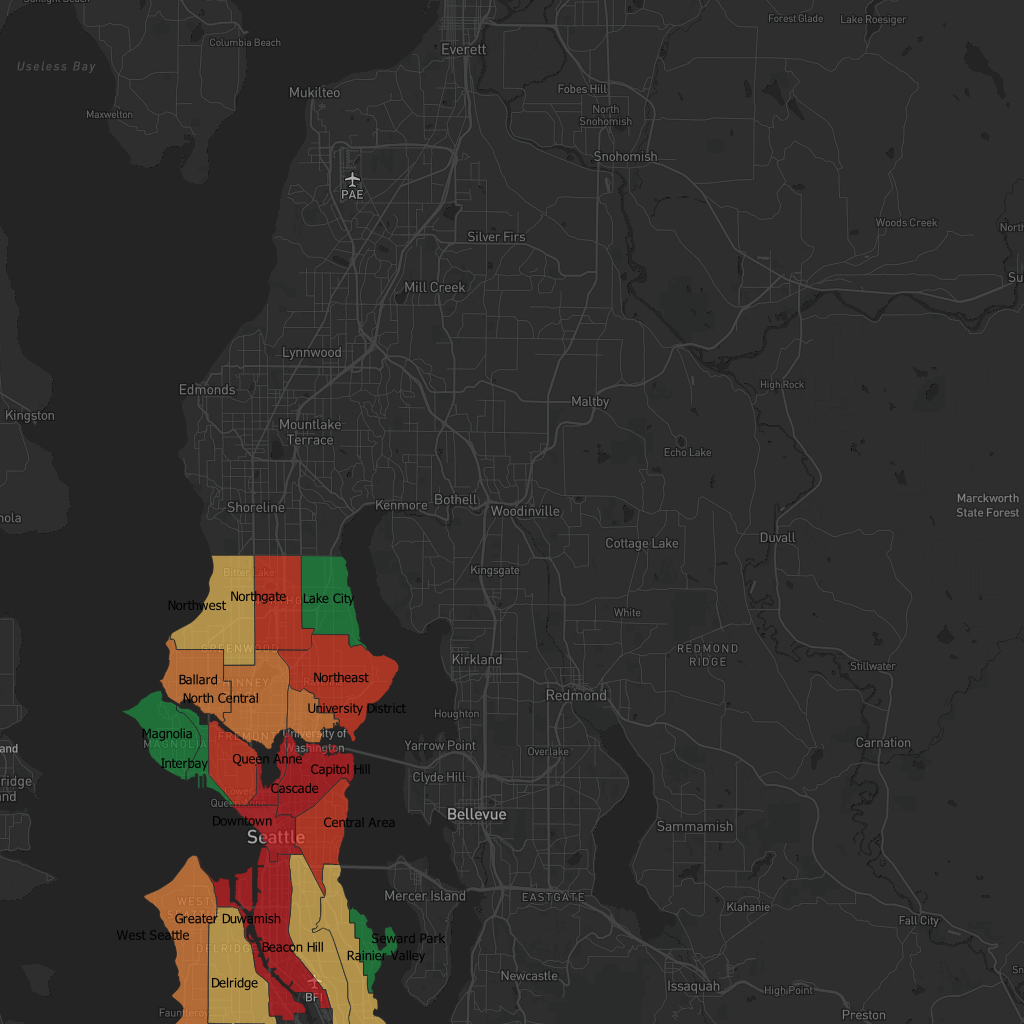 Columbia Beach
Forest Glade
Lake Roesiger
Everett
Useless Bay
Mukilteo
Fobes Hill
Maxwelton
North
Snohomish
Snohomish
PAE
Woods Creek
Silver Firs
Mill Creek
Lynnwood
High Rock
Edmonds
Maltby
Kingston
Mountlake
Terrace
Echo Lake
Marckworth
State Forest
Shoreline
Kenmore
Bothell
Woodinville
Duvall
Cottage Lake
Kingsgate
Bitter Lake
Northwest
Northgate
Lake City
White
GREENWOOD
REDMOND
RIDGE
Kirkland
Stillwater
Ballard
Northeast
North Central
Redmond
University District
Houghton
Magnolia
MAGNOLIA
FREMONT
University of
Washington
Yarrow Point
Overlake
Carnation
Queen Anne
Interbay
Capitol Hill
Clyde Hill
Cascade
Lower
Downtown
Central Area
Bellevue
Seattle
Sammamish
Mercer Island
EASTGATE
WEST
Klahanie
Greater Duwamish
Fall City
West Seattle
DELRIDGE
Beacon Hill
Seward Park
Rainier Valley
Delridge
Newcastle
Issaquah
High Point
BFI
Fauntleroy
Preston